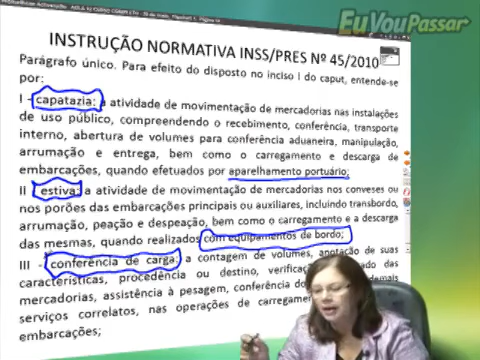 EuVouPassar
INSTRUÇÃO NORMATIVA INSS/PRES Nº 45/2010
Parágrafo único. Para efeito do disposto no inciso I do caput, entende-se
por:
I - capatazia: a atividade de movimentação de mercadorias nas instalações
de uso público, compreendendo o recebimento, conferência, transporte
interno, abertura de volumes para conferência aduaneira, manipulação,
arrumação e entrega, bem como o carregamento e descarga de
embarcações, quando efetuados por aparelhamento portuário;
II - estiva: a atividade de movimentação de mercadorias nos conveses ou
nos porões das embarcações principais ou auxiliares, incluindo transbordo,
arrumação, peação e despeação, bem como o carregamento e a descarga
das mesmas, quando realizados com equipamentos de bordo;
III - conferência de carga: a contagem de volumes, anotação de suas
características, procedência ou destino, do
mercadorias, assistência à pesagem, conferência do
serviços correlatos, nas operações de
embarcações;